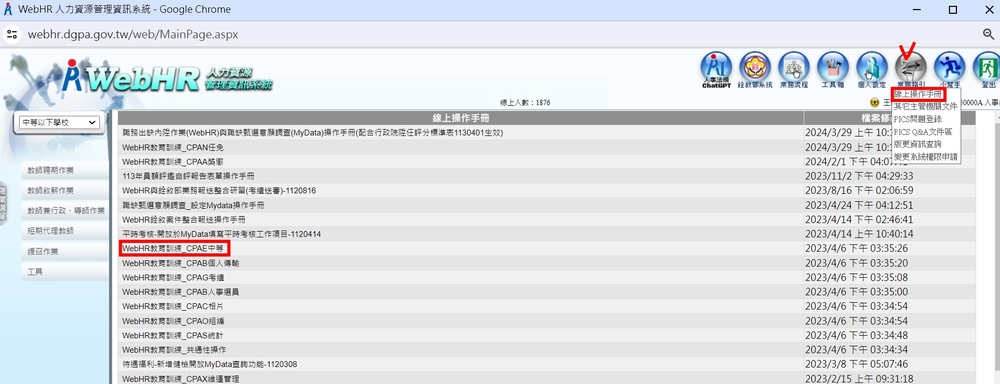 WebHR 人力資源管理資訊系統 - Google Chrome
webhr.dgpa.gov.tw/web/MainPage.aspx
WebHR 人力資源
管理資訊系統
人事法規
ChatGPT
銓敘部系統
業務流程
工具箱
個人設定
業務指引
小幫手
登出
線上人數：1876
王
50000A 人事
線上操作手冊
其它主管機關文件
PICS問題登錄
PICS Q&A文件區
版更資訊查詢
變更系統權限申請
中等以下學校
教師聘期作業
教師敘薪作業
教師兼行政、導師作業
短期代理教師
緩召作業
工具
隱藏選單
線上操作手冊 檔案修
職務出缺內陞作業(WebHR)與職缺甄選意願調查(MyData)操作手冊(配合行政院陞任評分標準表1130401生效) 2024/3/29 上午 10:1
WebHR教育訓練_CPAN任免 2024/3/29 上午 10:1
WebHR教育訓練_CPAA獎懲 2024/2/1 下午 04:07:41
113年員額評鑑自評報告表單操作手冊 2023/11/2 下午 04:29:33
WebHR與銓敘部業務報送整合研習(考績送審)-1120816 2023/8/16 下午 02:06:59
職缺甄選意願調查_設定Mydata操作手冊 2023/4/24 下午 04:12:51
WebHR銓敘案件整合報送操作手冊 2023/4/14 下午 02:46:41
平時考核-開放於MyData填寫平時考核工作項目-1120414 2023/4/14 上午 10:40:14
WebHR教育訓練_CPAE中等 2023/4/6 下午 03:35:26
WebHR教育訓練_CPAB個人傳輸 2023/4/6 下午 03:35:20
WebHR教育訓練_CPAG考績 2023/4/6 下午 03:35:08
WebHR教育訓練_CPAB人事選員 2023/4/6 下午 03:35:00
WebHR教育訓練_CPAC相片 2023/4/6 下午 03:34:54
WebHR教育訓練_CPAO組編 2023/4/6 下午 03:34:54
WebHR教育訓練_CPAS統計 2023/4/6 下午 03:34:48
WebHR教育訓練_共通性操作 2023/4/6 下午 03:34:34
待遇福利-新增健檢開放MyData查詢功能-1120308 2023/3/8 下午 05:07:46
WebHR教育訓練_CPAX維運管理 2023/2/15 上午 09:31:18